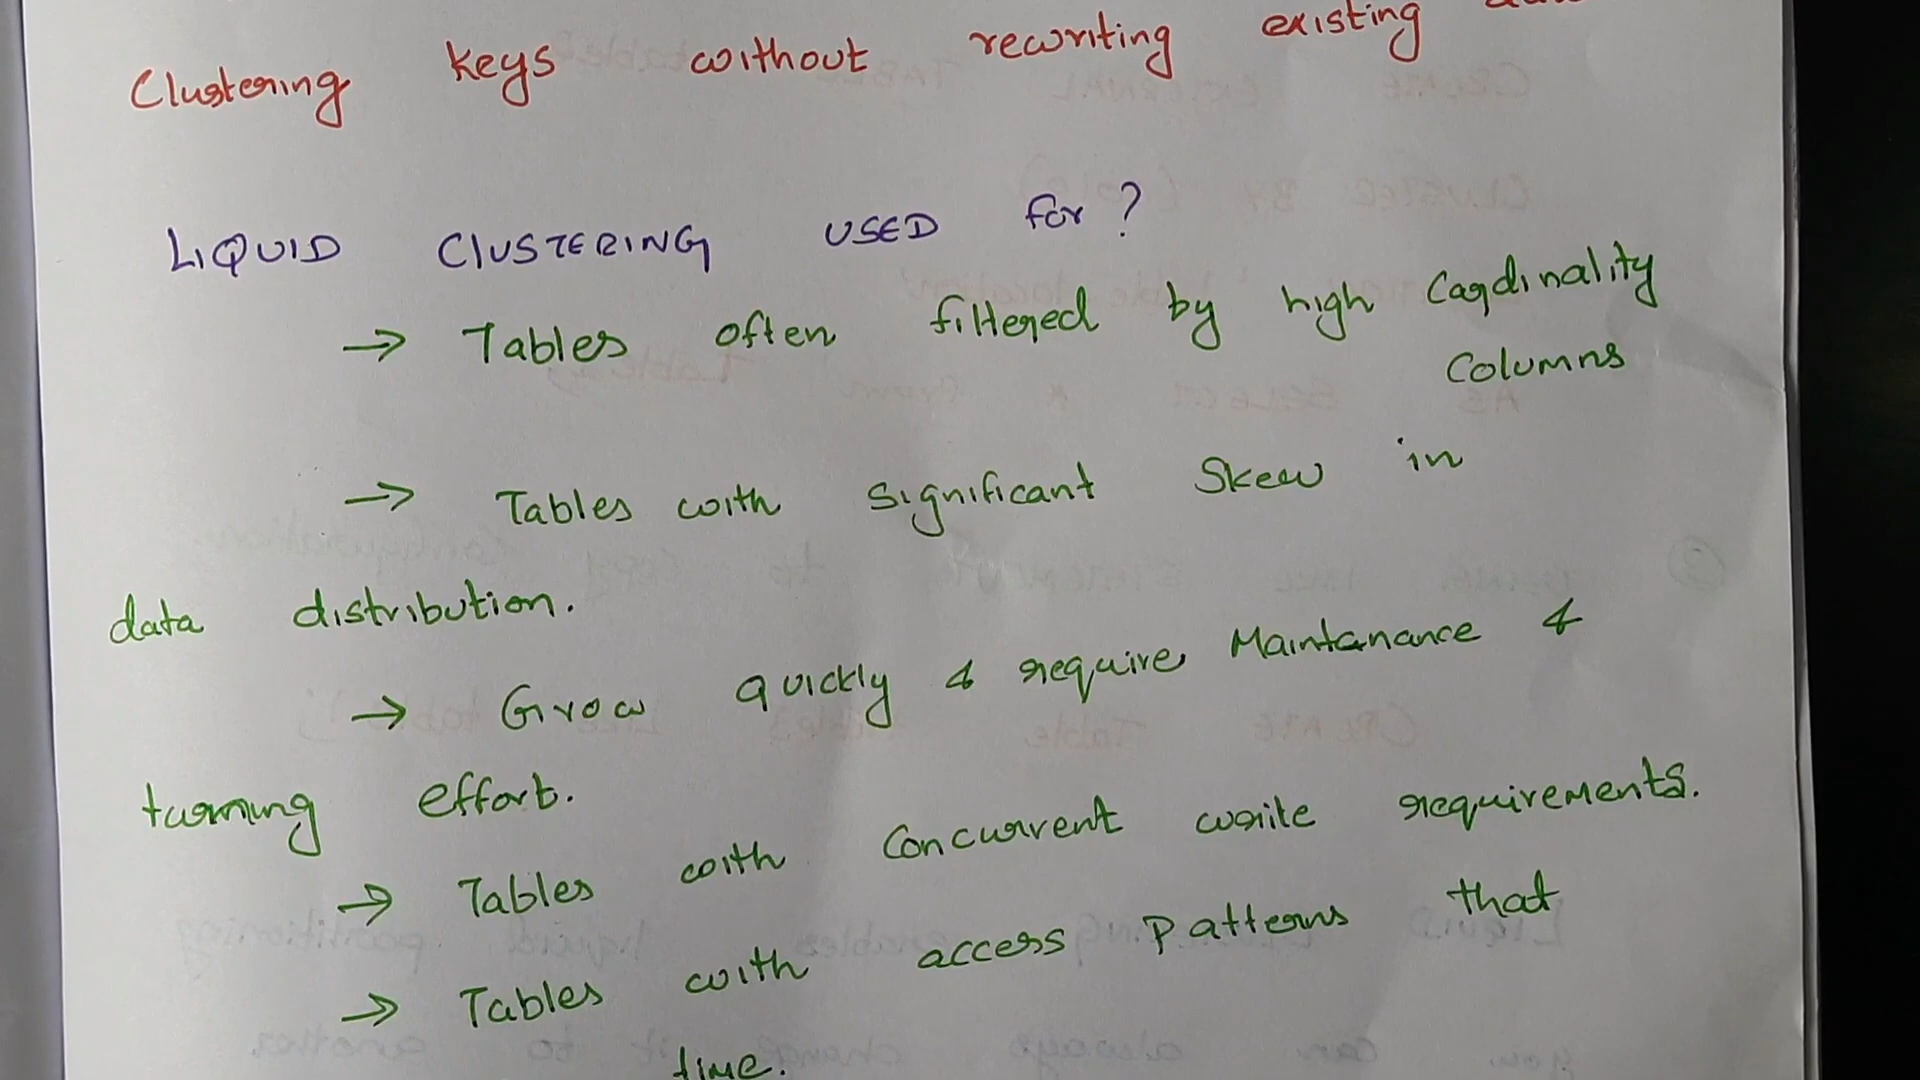 Clustering keys without rewriting existing
LIQUID CLUSTERING USED for?
→ Tables often filtered by high Cardinality
Columns
→ Tables with significant Skew in
data distribution.
→ Grow quickly & require Maintanance &
turning effort.
→ Tables with Concurrent write requirements.
→ Tables with access Patterns that
time.